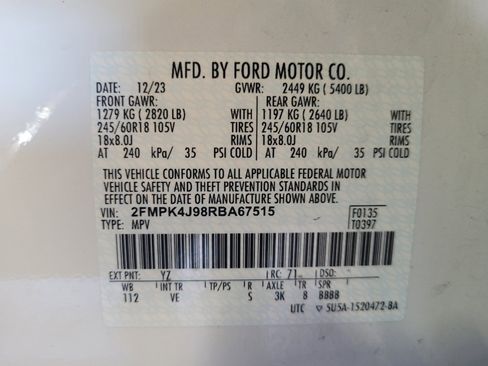 MFD. BY FORD MOTOR CO.
DATE: 12/23 GVWR: 2449 KG ( 5400 LB)
FRONT GAWR: REAR GAWR:
1279 KG ( 2820 LB) WITH 1197 KG ( 2640 LB) WITH
245/60R18 105V TIRES 245/60R18 105V TIRES
18x8.0J RIMS 18x8.0J RIMS
AT 240 kPa/ 35 PSI COLD AT 240 kPa/ 35 PSI COLD
THIS VEHICLE CONFORMS TO ALL APPLICABLE FEDERAL MOTOR
VEHICLE SAFETY AND THEFT PREVENTION STANDARDS IN
EFFECT ON THE DATE OF MANUFACTURE SHOWN ABOVE.
VIN: 2FMPK4J98RBA67515 F0135
TYPE: MPV T0397
EXT PNT: YZ RC: 71 DSO:
WB INT TR TP/PS R AXLE TR SPR
112 VE S 3K 8 BBBB
UTC ▽ 5U5A-1520472-BA